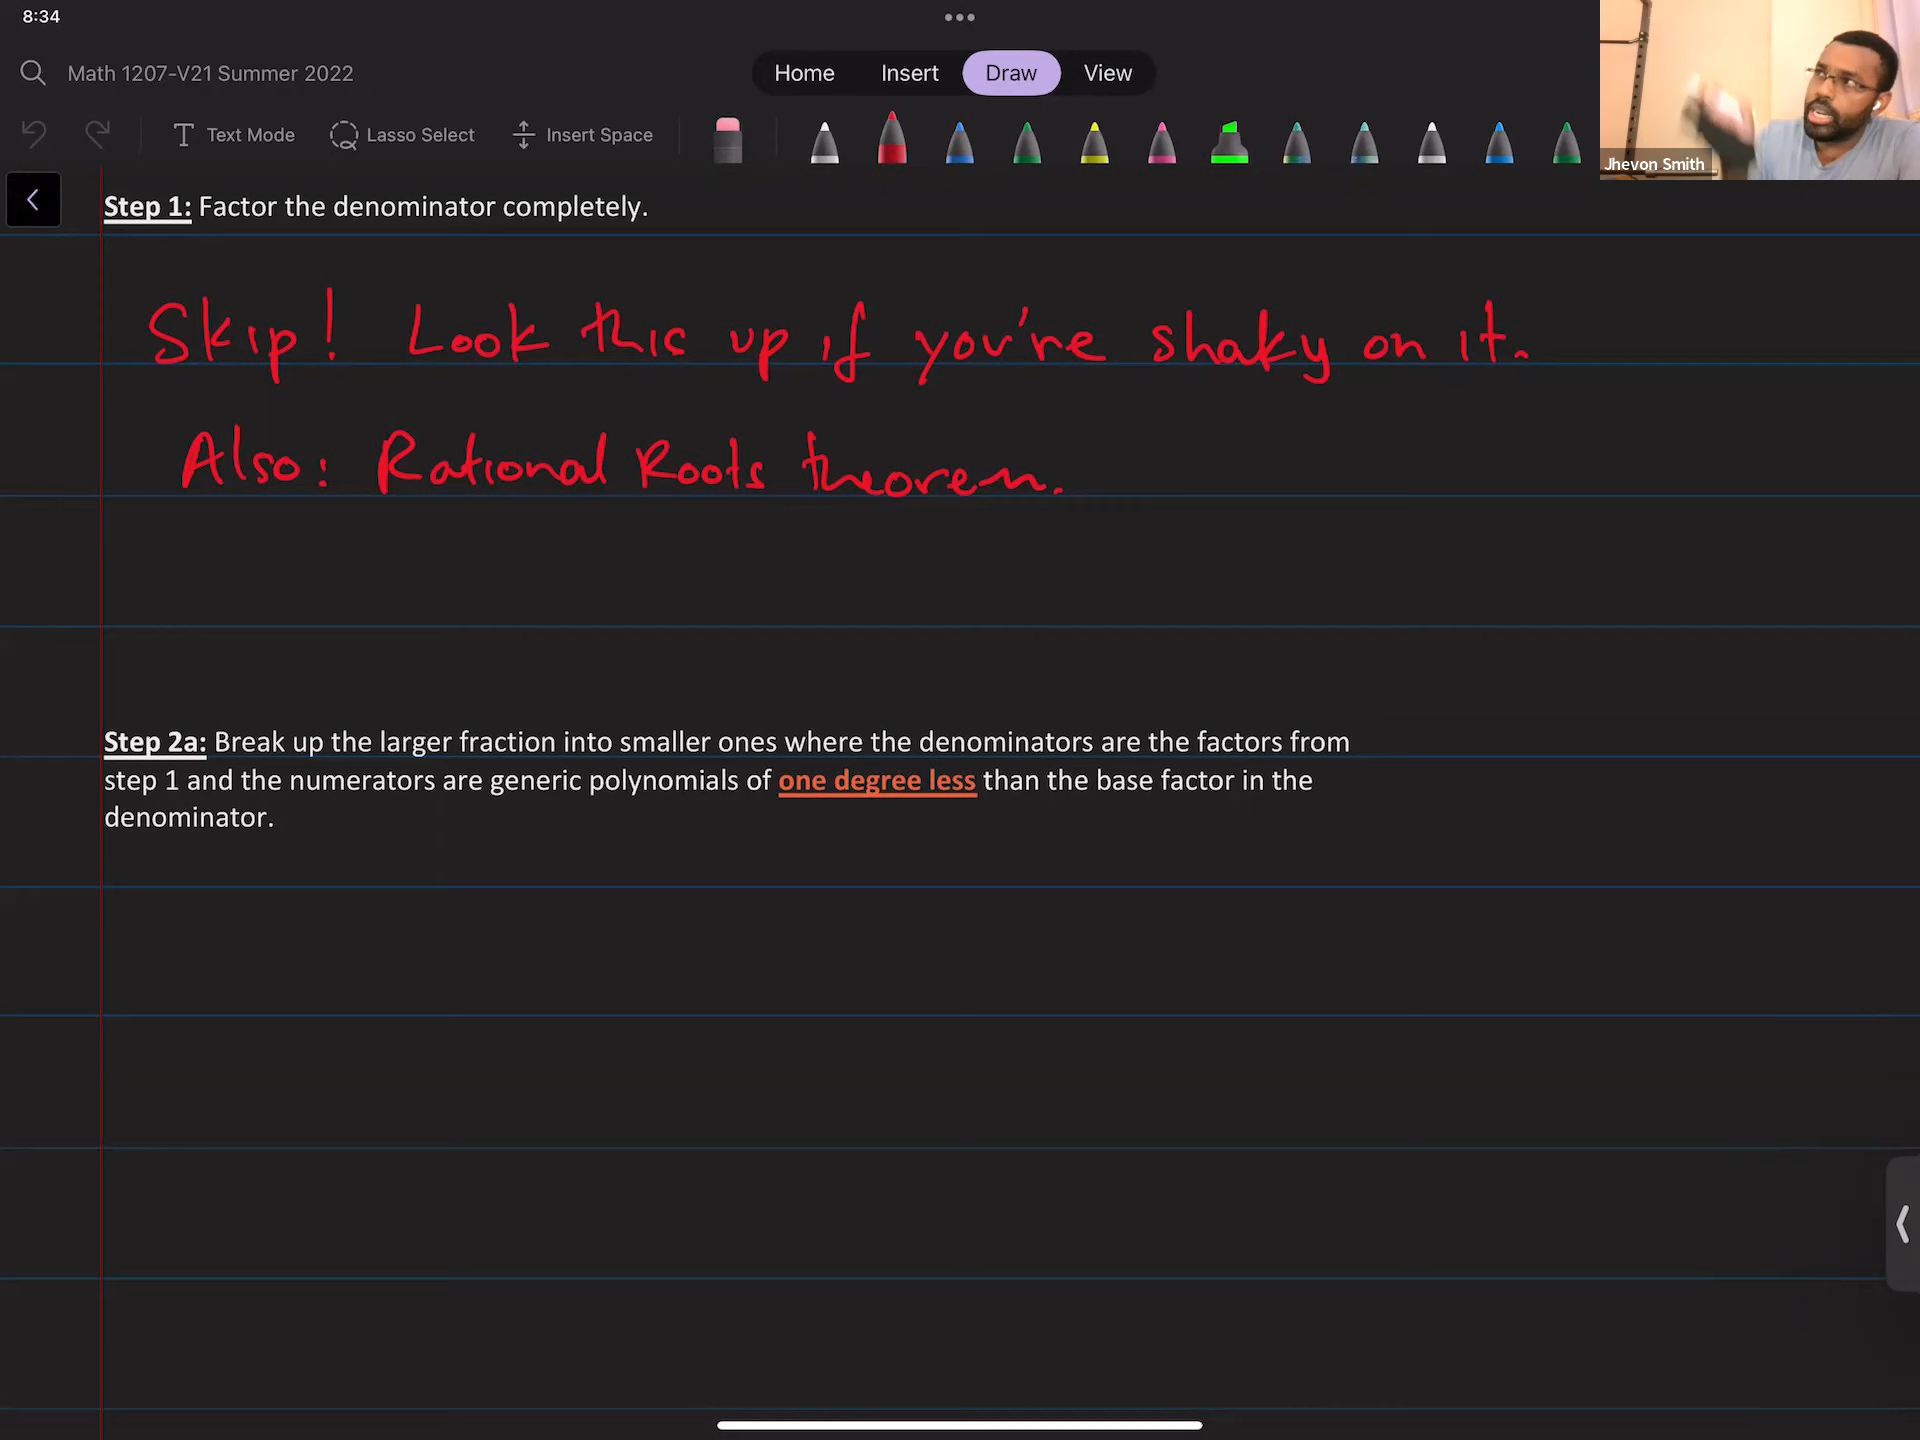 8:34
Math 1207-V21 Summer 2022
Home Insert Draw View
Text Mode Lasso Select Insert Space
Jhevon Smith
Step 1: Factor the denominator completely.
Skip! Look this up if you're shaky on it.
Also: Rational Roots theorem.
Step 2a: Break up the larger fraction into smaller ones where the denominators are the factors from
step 1 and the numerators are generic polynomials of one degree less than the base factor in the
denominator.